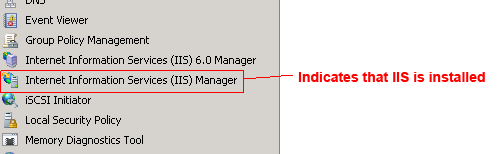 DNS
Event Viewer
Group Policy Management
Internet Information Services (IIS) 6.0 Manager
Internet Information Services (IIS) Manager
Indicates that IIS is installed
iSCSI Initiator
Local Security Policy
Memory Diagnostics Tool